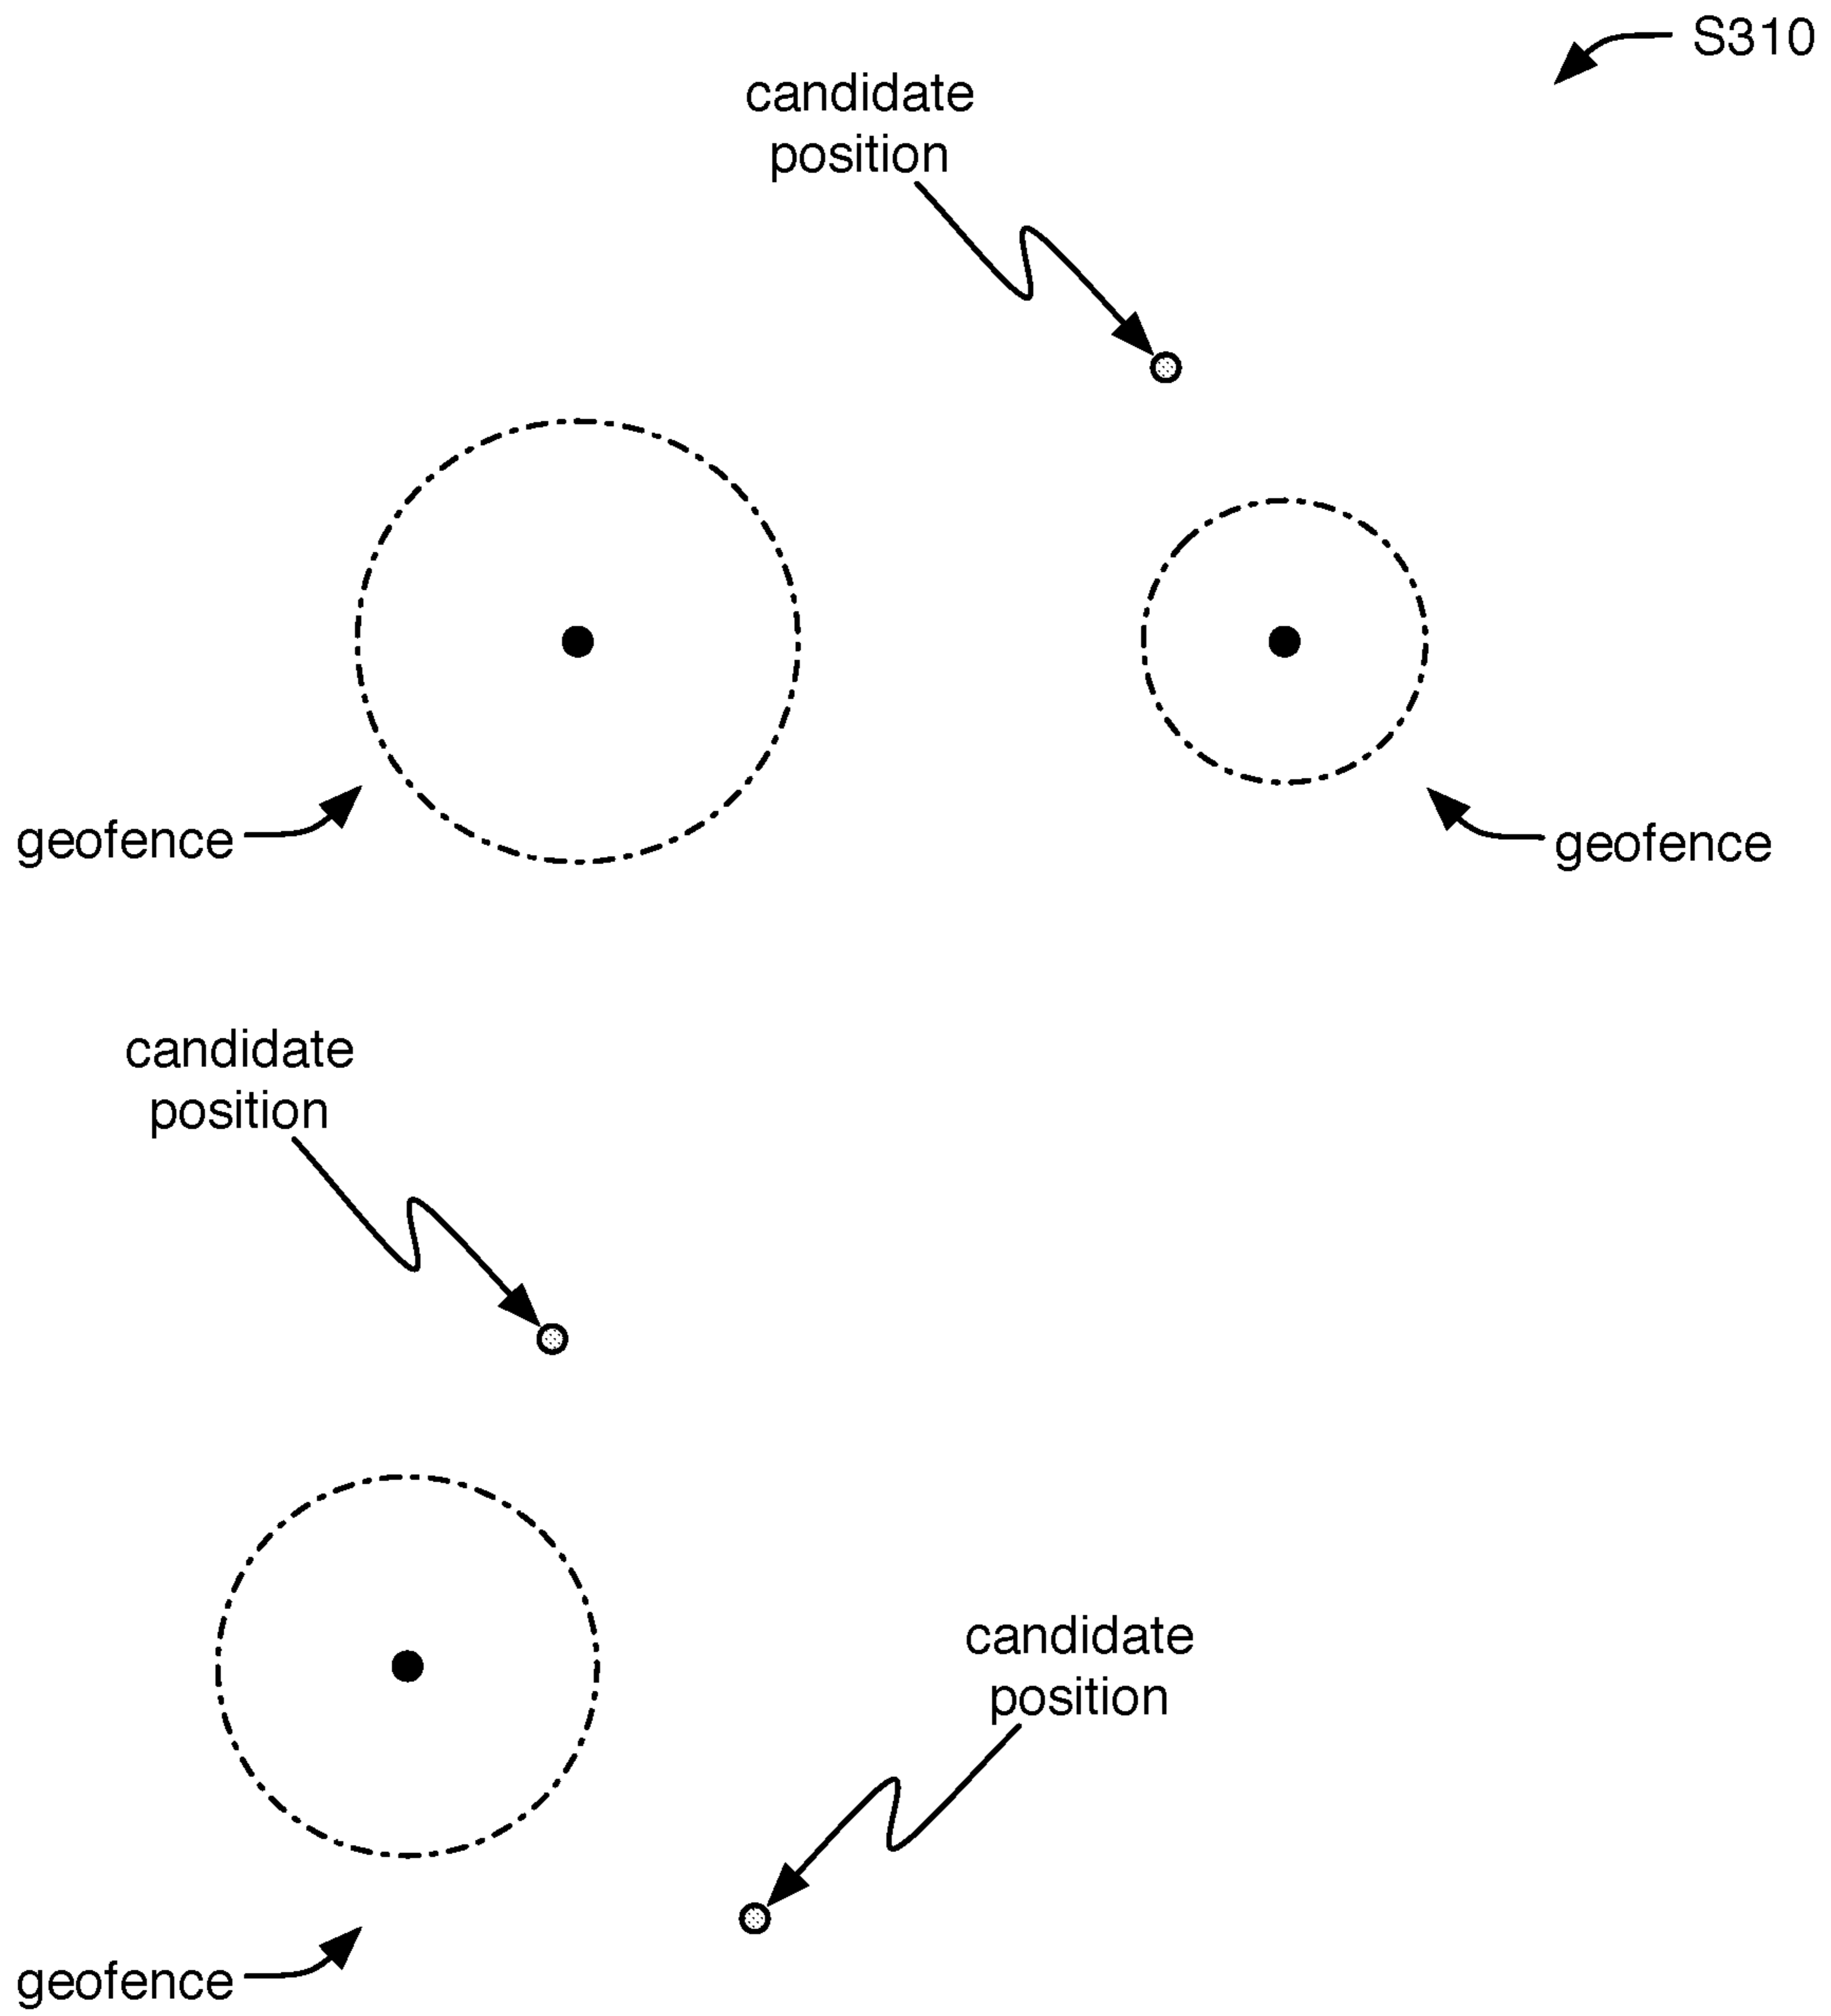 S310
candidate
position
geofence
geofence
candidate
position
candidate
position
geofence